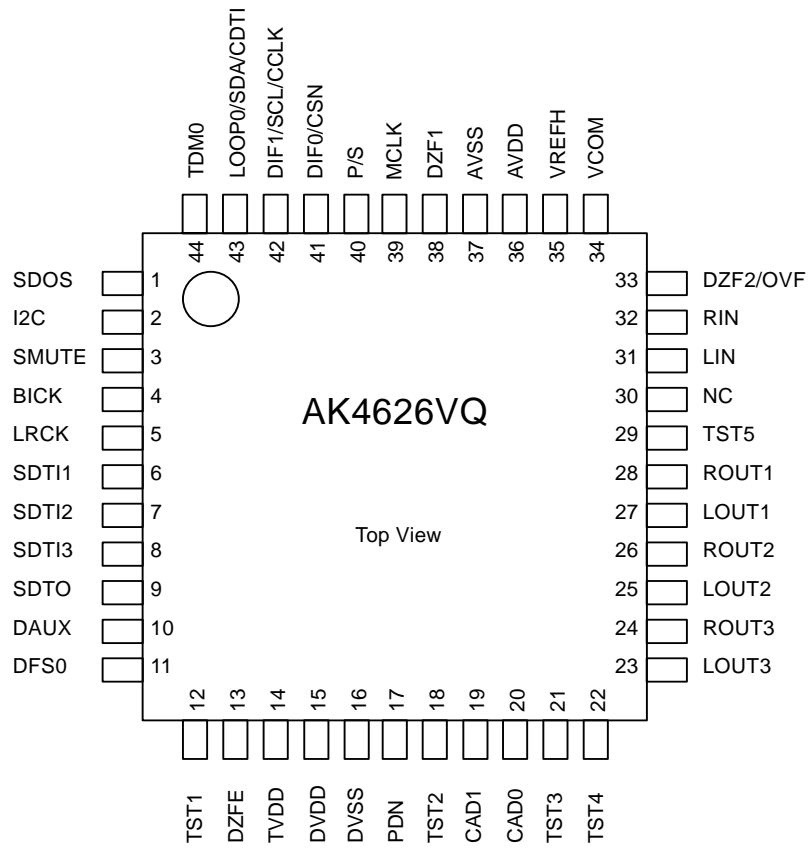 TDM0
LOOP0/SDA/CDTI
DIF1/SCL/CCLK
DIF0/CSN
P/S
MCLK
DZF1
AVSS
AVDD
VREFH
VCOM
44
43
42
41
40
39
38
37
36
35
34
SDOS 1
I2C 2
SMUTE 3
BICK 4
LRCK 5
SDTI1 6
SDTI2 7
SDTI3 8
SDTO 9
DAUX 10
DFS0 11
AK4626VQ
Top View
33 DZF2/OVF
32 RIN
31 LIN
30 NC
29 TST5
28 ROUT1
27 LOUT1
26 ROUT2
25 LOUT2
24 ROUT3
23 LOUT3
12
13
14
15
16
17
18
19
20
21
22
TST1
DZFE
TVDD
DVDD
DVSS
PDN
TST2
CAD1
CAD0
TST3
TST4